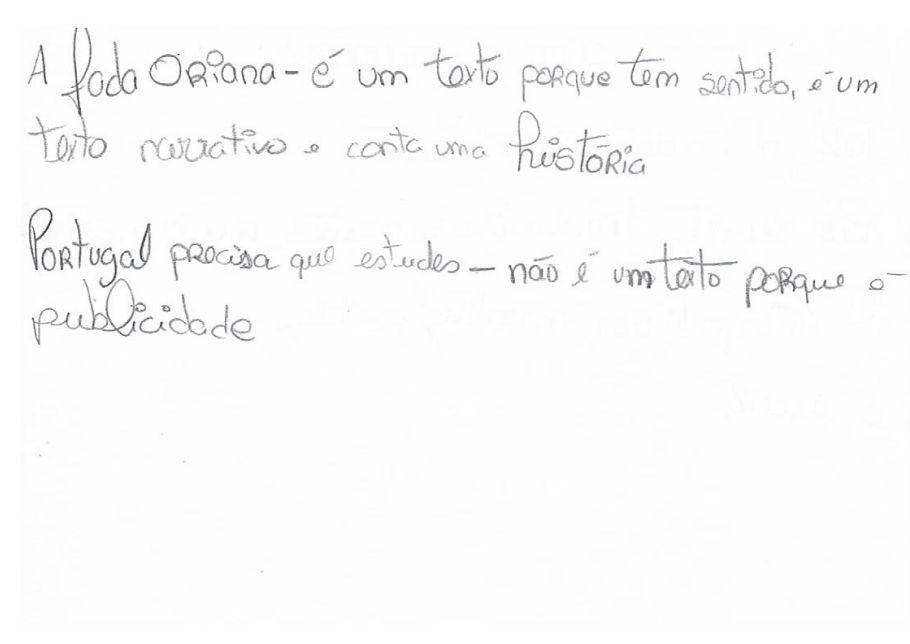 A fada Oriana - é um texto porque tem sentido, é um
texto narrativo e conta uma história
Portugal precisa que estudes - não é um texto porque é
publicidade